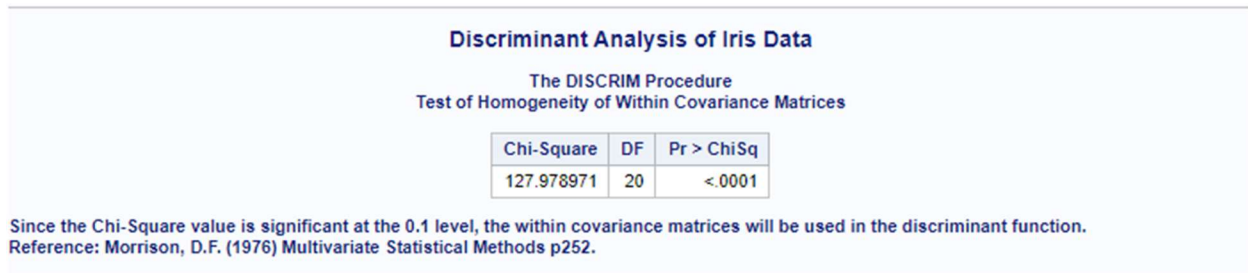 Discriminant Analysis of Iris Data
The DISCRIM Procedure
Test of Homogeneity of Within Covariance Matrices
Chi-Square DF Pr > ChiSq
127.978971 20 <.0001
Since the Chi-Square value is significant at the 0.1 level, the within covariance matrices will be used in the discriminant function.
Reference: Morrison, D.F. (1976) Multivariate Statistical Methods p252.